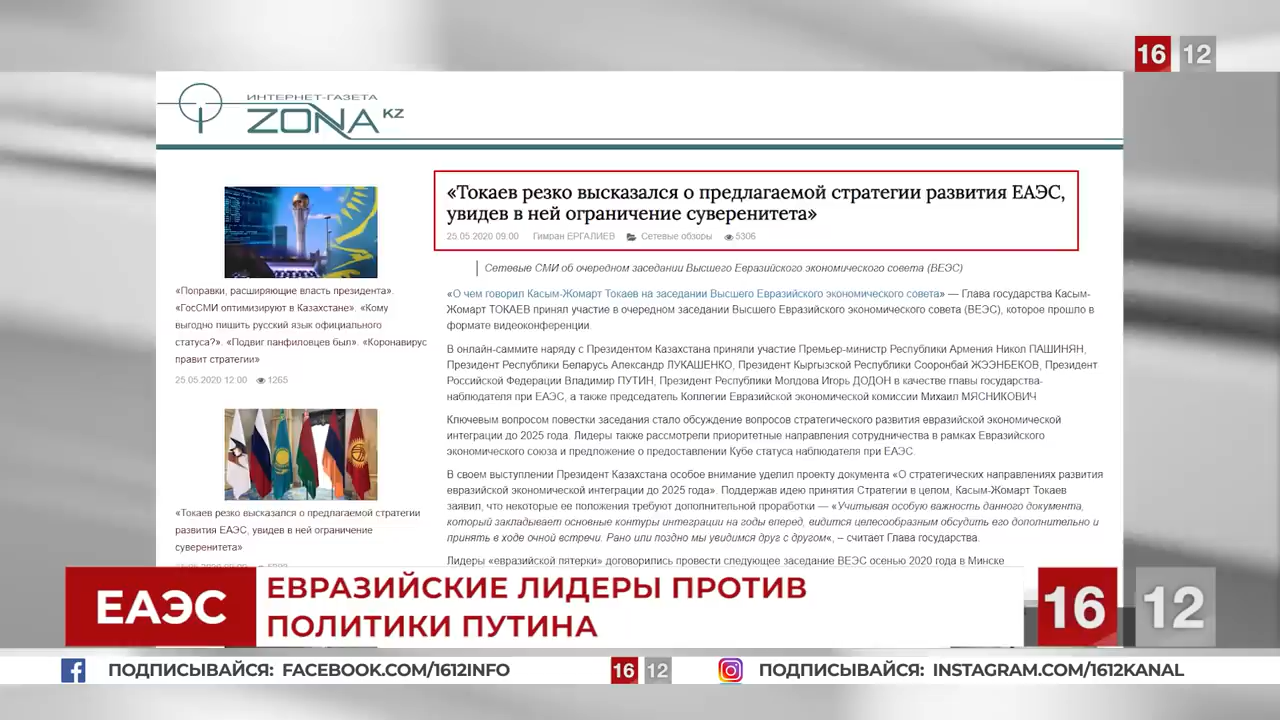 16 12
ИНТЕРНЕТ-ГАЗЕТА
ZONA KZ
«Поправки, расширяющие власть президента».
«ГосСМИ оптимизируют в Казахстане». «Кому
выгодно пищить русский язык официального
статуса?». «Подвиг панфиловцев был». «Коронавирус
правит стратегии»
25.05.2020 12:00 1265
«Токаев резко высказался о предлагаемой стратегии
развития ЕАЭС, увидев в ней ограничение
суверенитета»
«Токаев резко высказался о предлагаемой стратегии развития ЕАЭС,
увидев в ней ограничение суверенитета»
25.05.2020 09:00 Гимран ЕРГАЛИЕВ Сетевые обзоры 5306
Сетевые СМИ об очередном заседании Высшего Евразийского экономического совета (ВЕЭС)
«О чем говорил Касым-Жомарт Токаев на заседании Высшего Евразийского экономического совета» — Глава государства Касым-
Жомарт ТОКАЕВ принял участие в очередном заседании Высшего Евразийского экономического совета (ВЕЭС), которое прошло в
формате видеоконференции
В онлайн-саммите наряду с Президентом Казахстана приняли участие Премьер-министр Республики Армения Никол ПАШИНЯН,
Президент Республики Беларусь Александр ЛУКАШЕНКО, Президент Кыргызской Республики Сооронбай ЖЭЭНБЕКОВ, Президент
Российской Федерации Владимир ПУТИН, Президент Республики Молдова Игорь ДОДОН в качестве главы государства-
наблюдателя при ЕАЭС, а также председатель Коллегии Евразийской экономической комиссии Михаил МЯСНИКОВИЧ
Ключевым вопросом повестки заседания стало обсуждение вопросов стратегического развития евразийской экономической
интеграции до 2025 года. Лидеры также рассмотрели приоритетные направления сотрудничества в рамках Евразийского
экономического союза и предложение о предоставлении Кубе статуса наблюдателя при ЕАЭС.
В своем выступлении Президент Казахстана особое внимание уделил проекту документа «О стратегических направлениях развития
евразийской экономической интеграции до 2025 года». Поддержав идею принятия Стратегии в целом, Касым-Жомарт Токаев
заявил, что некоторые ее положения требуют дополнительной проработки — «Учитывая особую важность данного документа,
который закладывает основные контуры интеграции на годы вперед, видится целесообразным обсудить его дополнительно и
принять в ходе очной встречи. Рано или поздно мы увидимся друг с другом«, – считает Глава государства.
Лидеры «евразийской пятерки» договорились провести следующее заседание ВЕЭС осенью 2020 года в Минске
ЕАЭС
ЕВРАЗИЙСКИЕ ЛИДЕРЫ ПРОТИВ
ПОЛИТИКИ ПУТИНА
16 12
ПОДПИСЫВАЙСЯ: FACEBOOK.COM/1612INFO 16 12 ПОДПИСЫВАЙСЯ: INSTAGRAM.COM/1612KANAL